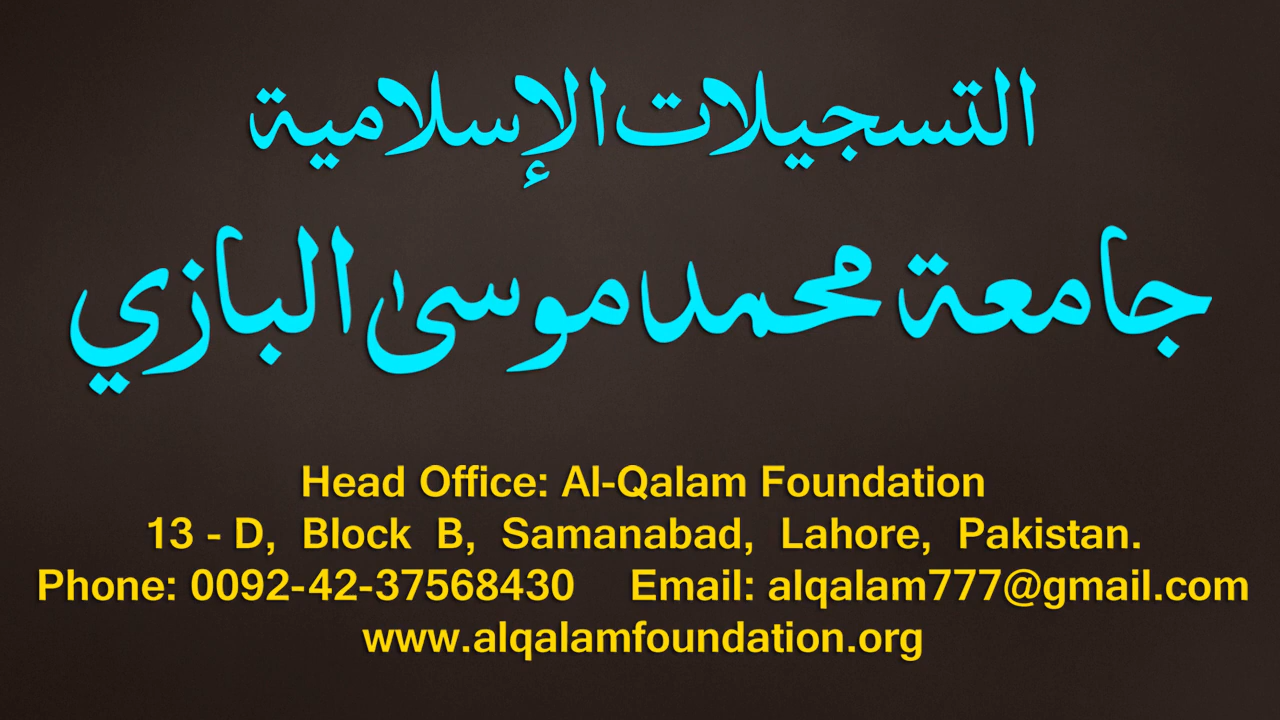 التسجيلات الإسلامية
جامعة محمد موسىٰ البازي
Head Office: Al-Qalam Foundation
13 - D, Block B, Samanabad, Lahore, Pakistan.
Phone: 0092-42-37568430 Email: alqalam777@gmail.com
www.alqalamfoundation.org